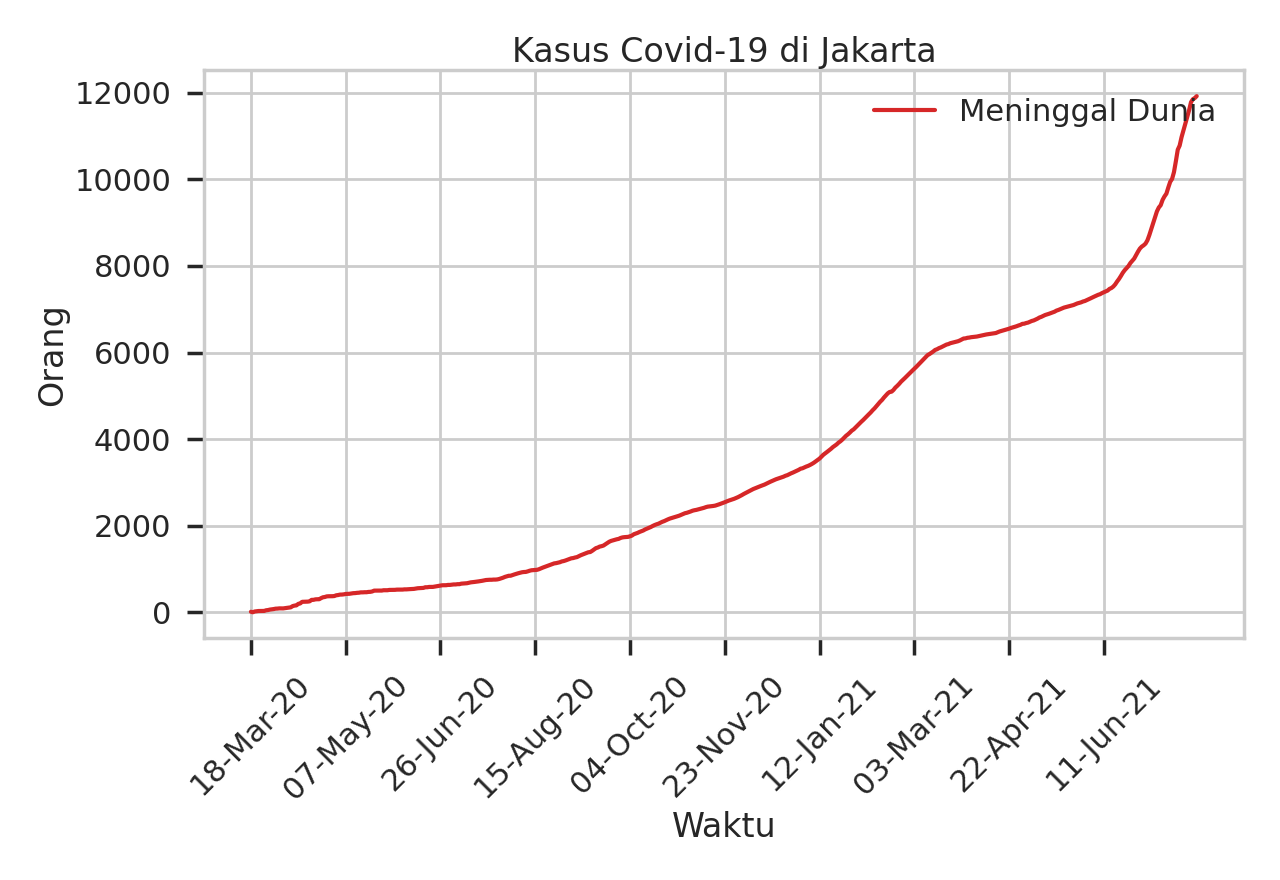 Kasus Covid-19 di Jakarta
12000
10000
8000
6000
4000
2000
0
Orang
Meninggal Dunia
18-Mar-20
07-May-20
26-Jun-20
15-Aug-20
04-Oct-20
23-Nov-20
12-Jan-21
03-Mar-21
22-Apr-21
11-Jun-21
Waktu